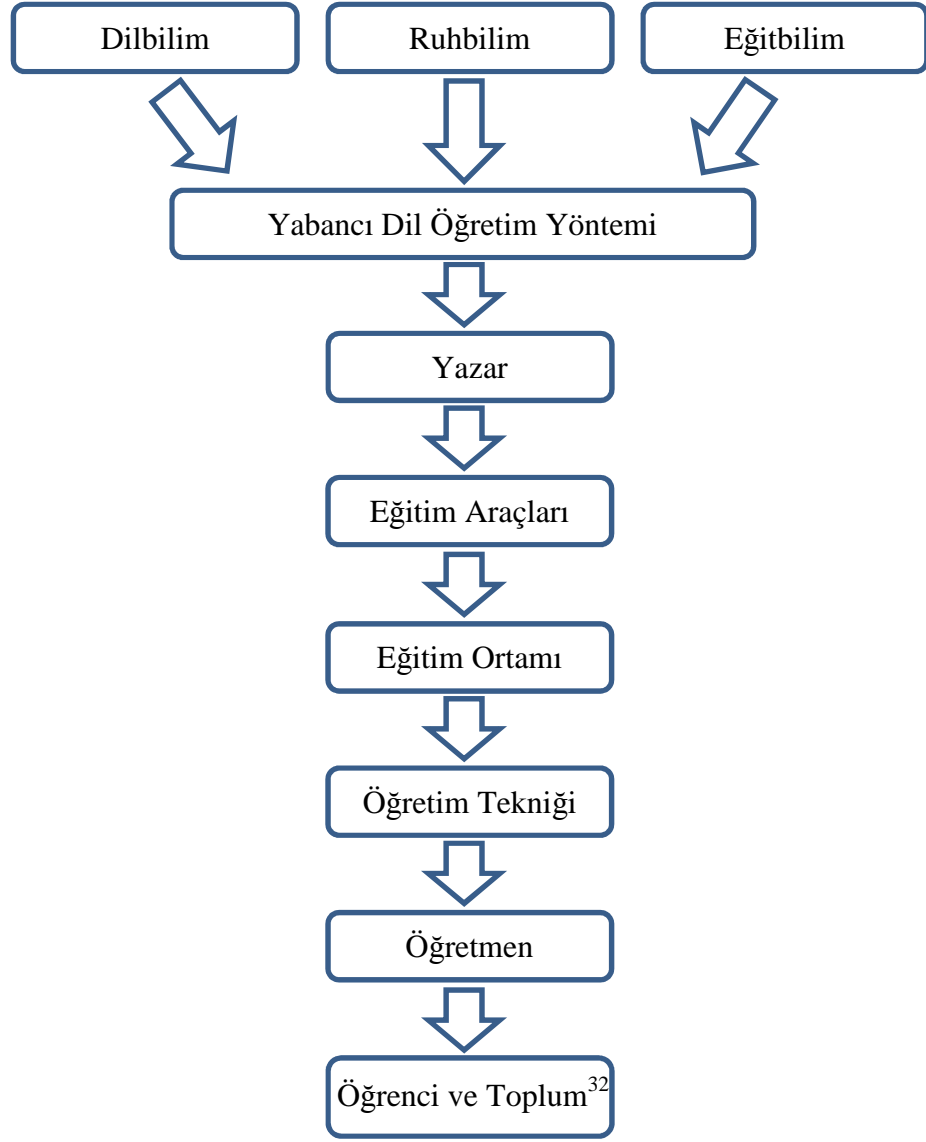 Dilbilim
Ruhbilim
Eğitbilim
Yabancı Dil Öğretim Yöntemi
Yazar
Eğitim Araçları
Eğitim Ortamı
Öğretim Tekniği
Öğretmen
Öğrenci ve Toplum³²